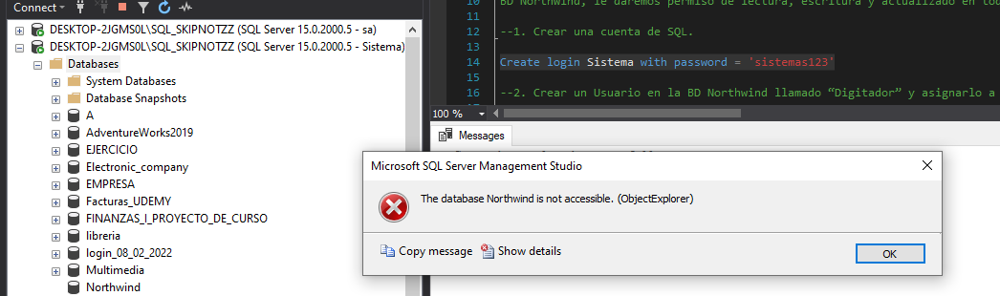 Connect
DESKTOP-2JGMS0L\SQL_SKIPNOTZZ (SQL Server 15.0.2000.5 - sa)
DESKTOP-2JGMS0L\SQL_SKIPNOTZZ (SQL Server 15.0.2000.5 - Sistema)
Databases
System Databases
Database Snapshots
A
AdventureWorks2019
EJERCICIO
Electronic_company
EMPRESA
Facturas_UDEMY
FINANZAS_I_PROYECTO_DE_CURSO
libreria
login_08_02_2022
Multimedia
Northwind
10 BD Northwind, le daremos permiso de lectura, escritura y actualizado en
11
12 --1. Crear una cuenta de SQL.
13
14 Create login Sistema with password = 'sistemas123'
15
16 --2. Crear un Usuario en la BD Northwind llamado “Digitador” y asignarlo a
100 %
Messages
Microsoft SQL Server Management Studio
The database Northwind is not accessible. (ObjectExplorer)
Copy message
Show details
OK